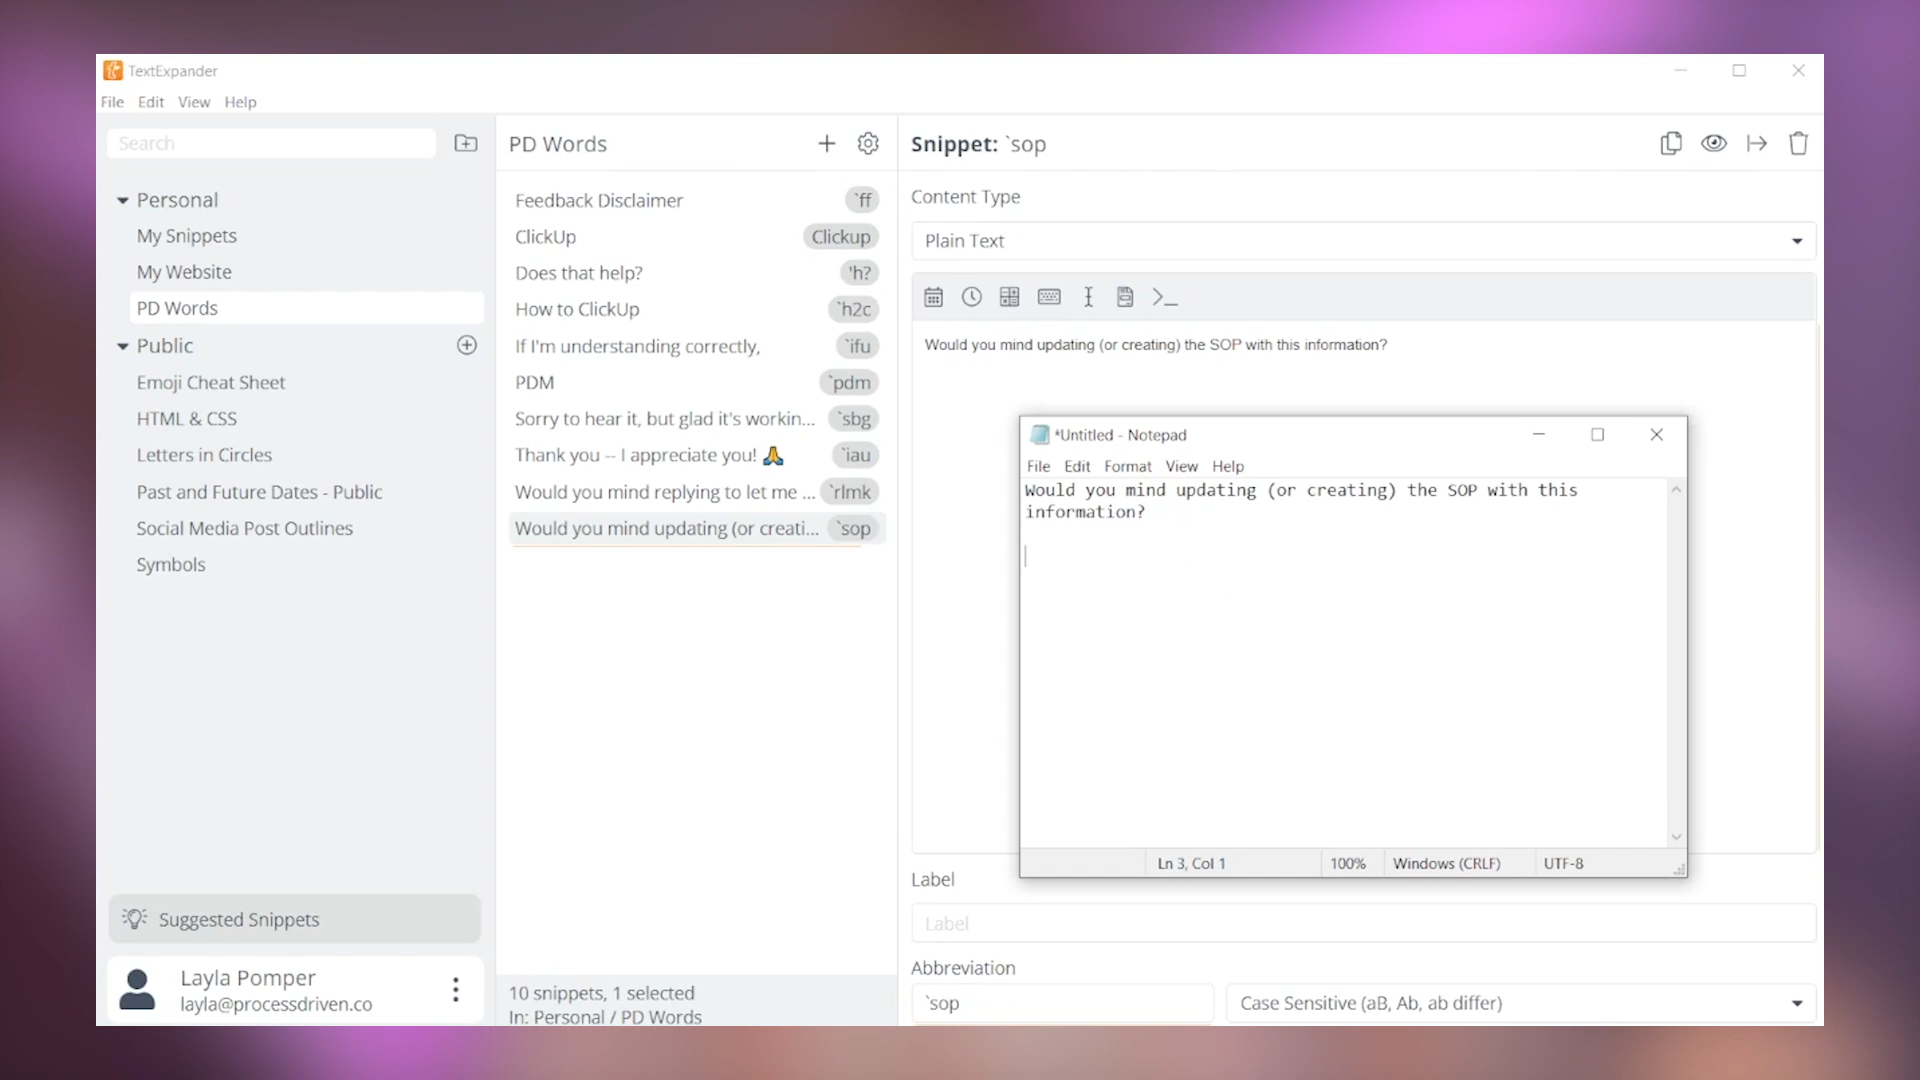 TextExpander
File Edit View Help
Search
Personal
My Snippets
My Website
PD Words
Public
Emoji Cheat Sheet
HTML & CSS
Letters in Circles
Past and Future Dates - Public
Social Media Post Outlines
Symbols
Suggested Snippets
Layla Pomper
layla@processdriven.co
PD Words
Feedback Disclaimer `ff
ClickUp Clickup
Does that help? 'h?
How to ClickUp `h2c
If I'm understanding correctly, `ifu
PDM `pdm
Sorry to hear it, but glad it's workin... `sbg
Thank you -- I appreciate you! 🙏 `iau
Would you mind replying to let me ... `rlmk
Would you mind updating (or creati... `sop
10 snippets, 1 selected
In: Personal / PD Words
Snippet: `sop
Content Type
Plain Text
Would you mind updating (or creating) the SOP with this information?
*Untitled - Notepad
File Edit Format View Help
Would you mind updating (or creating) the SOP with this
information?
Ln 3, Col 1 100% Windows (CRLF) UTF-8
Label
Label
Abbreviation
`sop Case Sensitive (aB, Ab, ab differ)